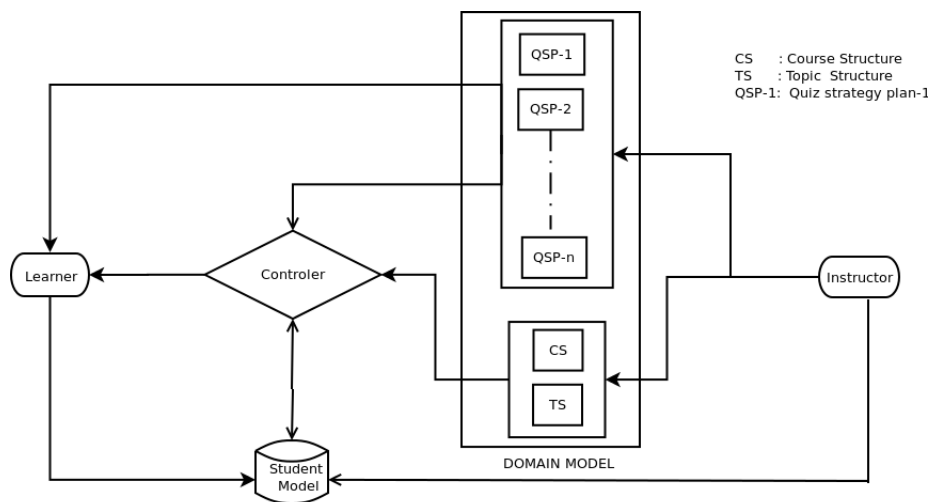 QSP-1
CS : Course Structure
TS : Topic Structure
QSP-1: Quiz strategy plan-1
QSP-2
QSP-n
Learner
Controler
Instructor
CS
TS
DOMAIN MODEL
Student
Model